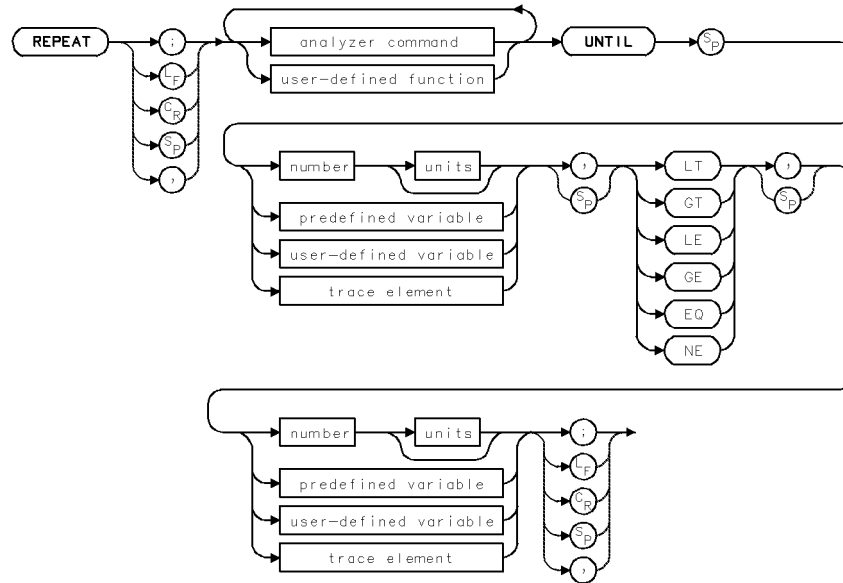 REPEAT ; analyzer command UNTIL SP
LF user-defined function
CR
SP
,
number units , LT ,
SP GT SP
predefined variable LE
user-defined variable GE
trace element EQ
NE
number units ;
LF
predefined variable CR
user-defined variable SP
trace element ,